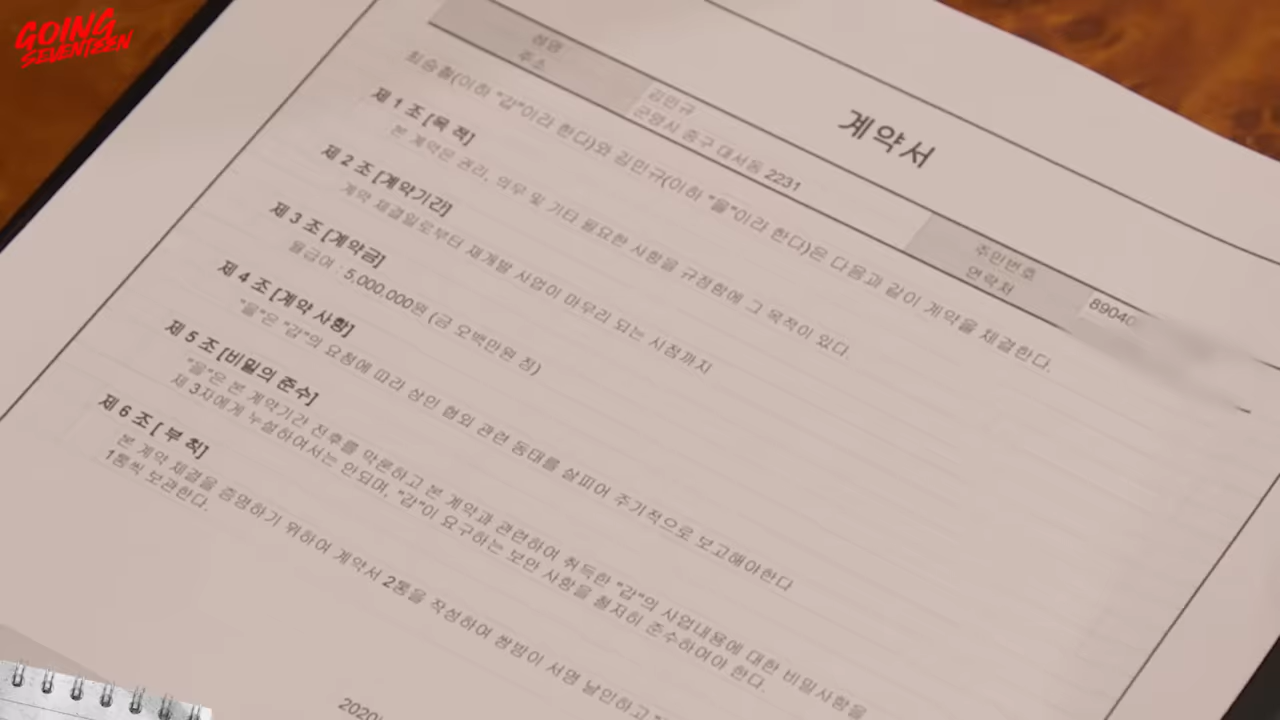 GOING
SEVENTEEN
계약서
성명 김민규 주민번호 89040
주소 군영시 중구 대서동 2231 연락처
최승철(이하 "갑"이라 한다)와 김민규(이하 "을"이라 한다)은 다음과 같이 계약을 체결한다.
제 1 조 [목 적]
본 계약은 권리, 의무 및 기타 필요한 사항을 규정함에 그 목적이 있다.
제 2 조 [계약기간]
계약 체결일로부터 재개발 사업이 마무리 되는 시점까지
제 3 조 [계약금]
월급여 : 5,000,000원 (금 오백만원 정)
제 4 조 [계약 사항]
"을"은 "갑"의 요청에 따라 상인 협회 관련 동태를 살피어 주기적으로 보고해야한다
제 5 조 [비밀의 준수]
"을"은 본 계약기간 전후를 막론하고 본 계약과 관련하여 취득한 "갑"의 사업내용에 대한 비밀사항을
제 3자에게 누설하여서는 안되며, "갑"이 요구하는 보안 사항을 철저히 준수하여야 한다.
제 6 조 [ 부 칙]
본 계약 체결을 증명하기 위하여 계약서 2통을 작성하여 쌍방이 서명 날인하고
1통씩 보관한다.
2020